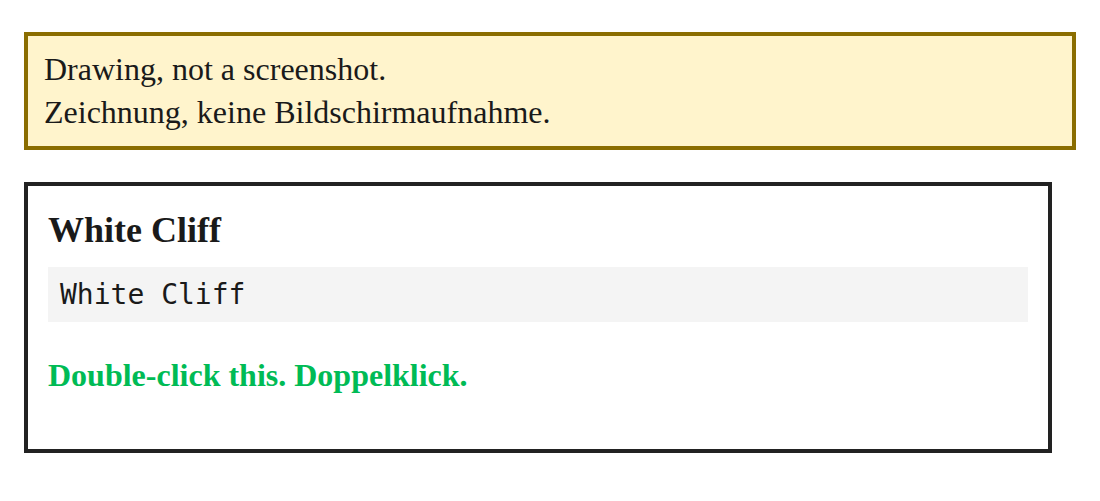 Drawing, not a screenshot.
Zeichnung, keine Bildschirmaufnahme.
White Cliff
White Cliff
Double-click this. Doppelklick.